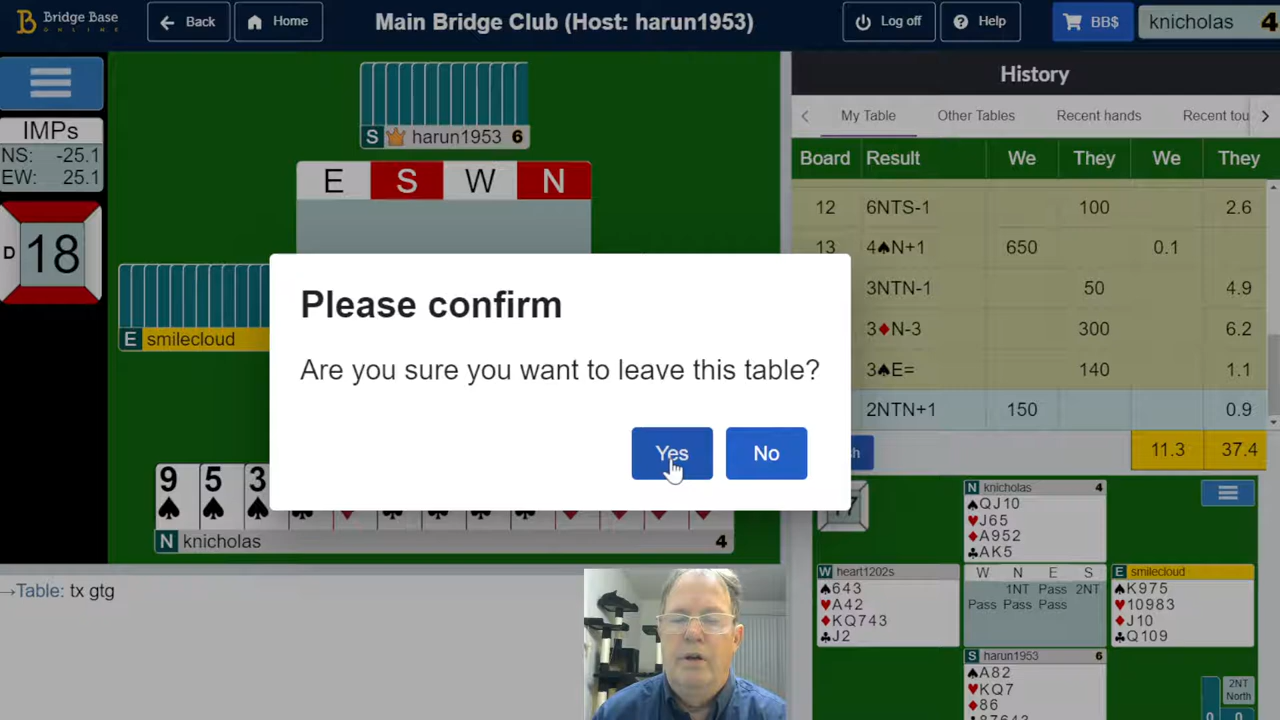 Bridge Base
ONLINE
Back
Home
Main Bridge Club (Host: harun1953)
Log off
Help
BB$
knicholas 4
IMPs
NS: -25.1
EW: 25.1
D 18
S harun1953 6
E S W N
E smilecloud
Please confirm
Are you sure you want to leave this table?
Yes
No
9 5 3
N knicholas 4
→Table: tx gtg
History
My Table
Other Tables
Recent hands
Recent tou
Board Result We They We They
12 6NTS-1 100 2.6
13 4♠N+1 650 0.1
3NTN-1 50 4.9
3♦N-3 300 6.2
3♠E= 140 1.1
2NTN+1 150 0.9
11.3 37.4
N knicholas 4
♠QJ10
♥J65
♦A952
♣AK5
W heart1202s
♠643
♥A42
♦KQ743
♣J2
W N E S
1NT Pass 2NT
Pass Pass Pass
E smilecloud
♠K975
♥10983
♦J10
♣Q109
S harun1953 6
♠A82
♥KQ7
♦86
♣87643
2NT
North